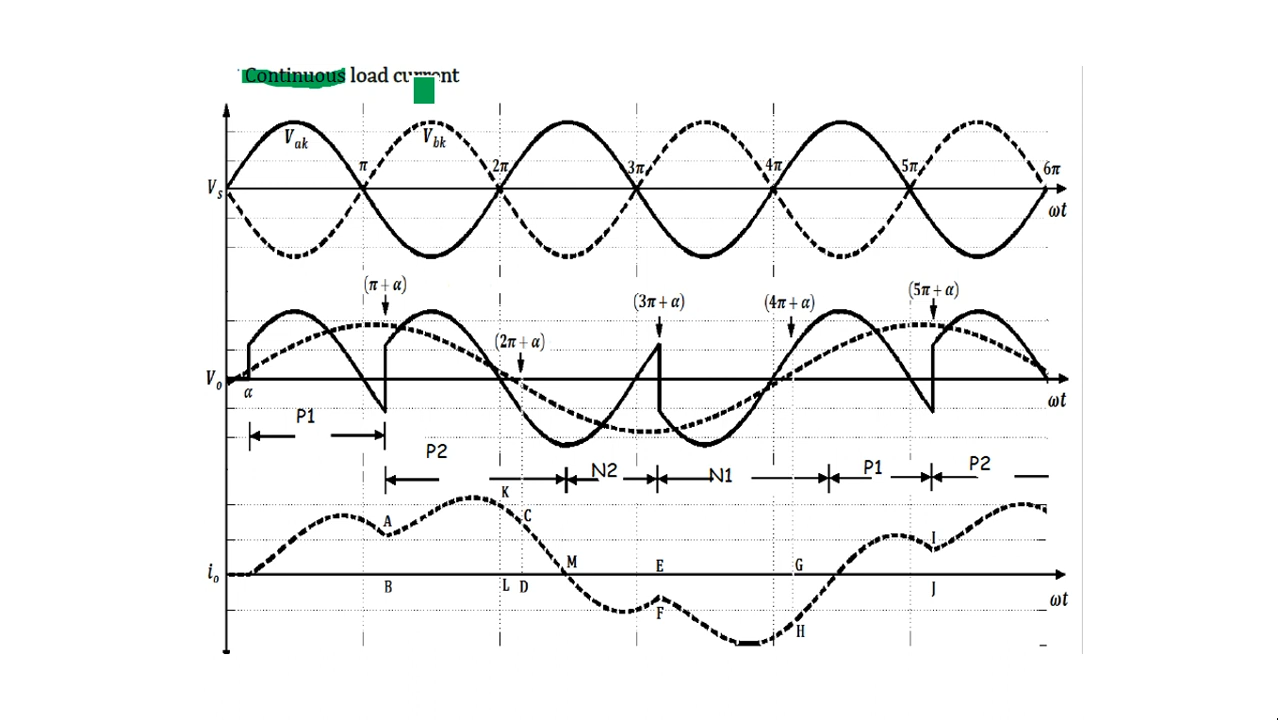 Continuous load current
V_ak
V_bk
π 2π 3π 4π 5π 6π
V_s
ωt
(π + α) (3π + α) (4π + α) (5π + α)
(2π + α)
V_o
α
ωt
P1
P2 N2 N1 P1 P2
K
A C I
M E G
i_o
B L D J
ωt
F
H